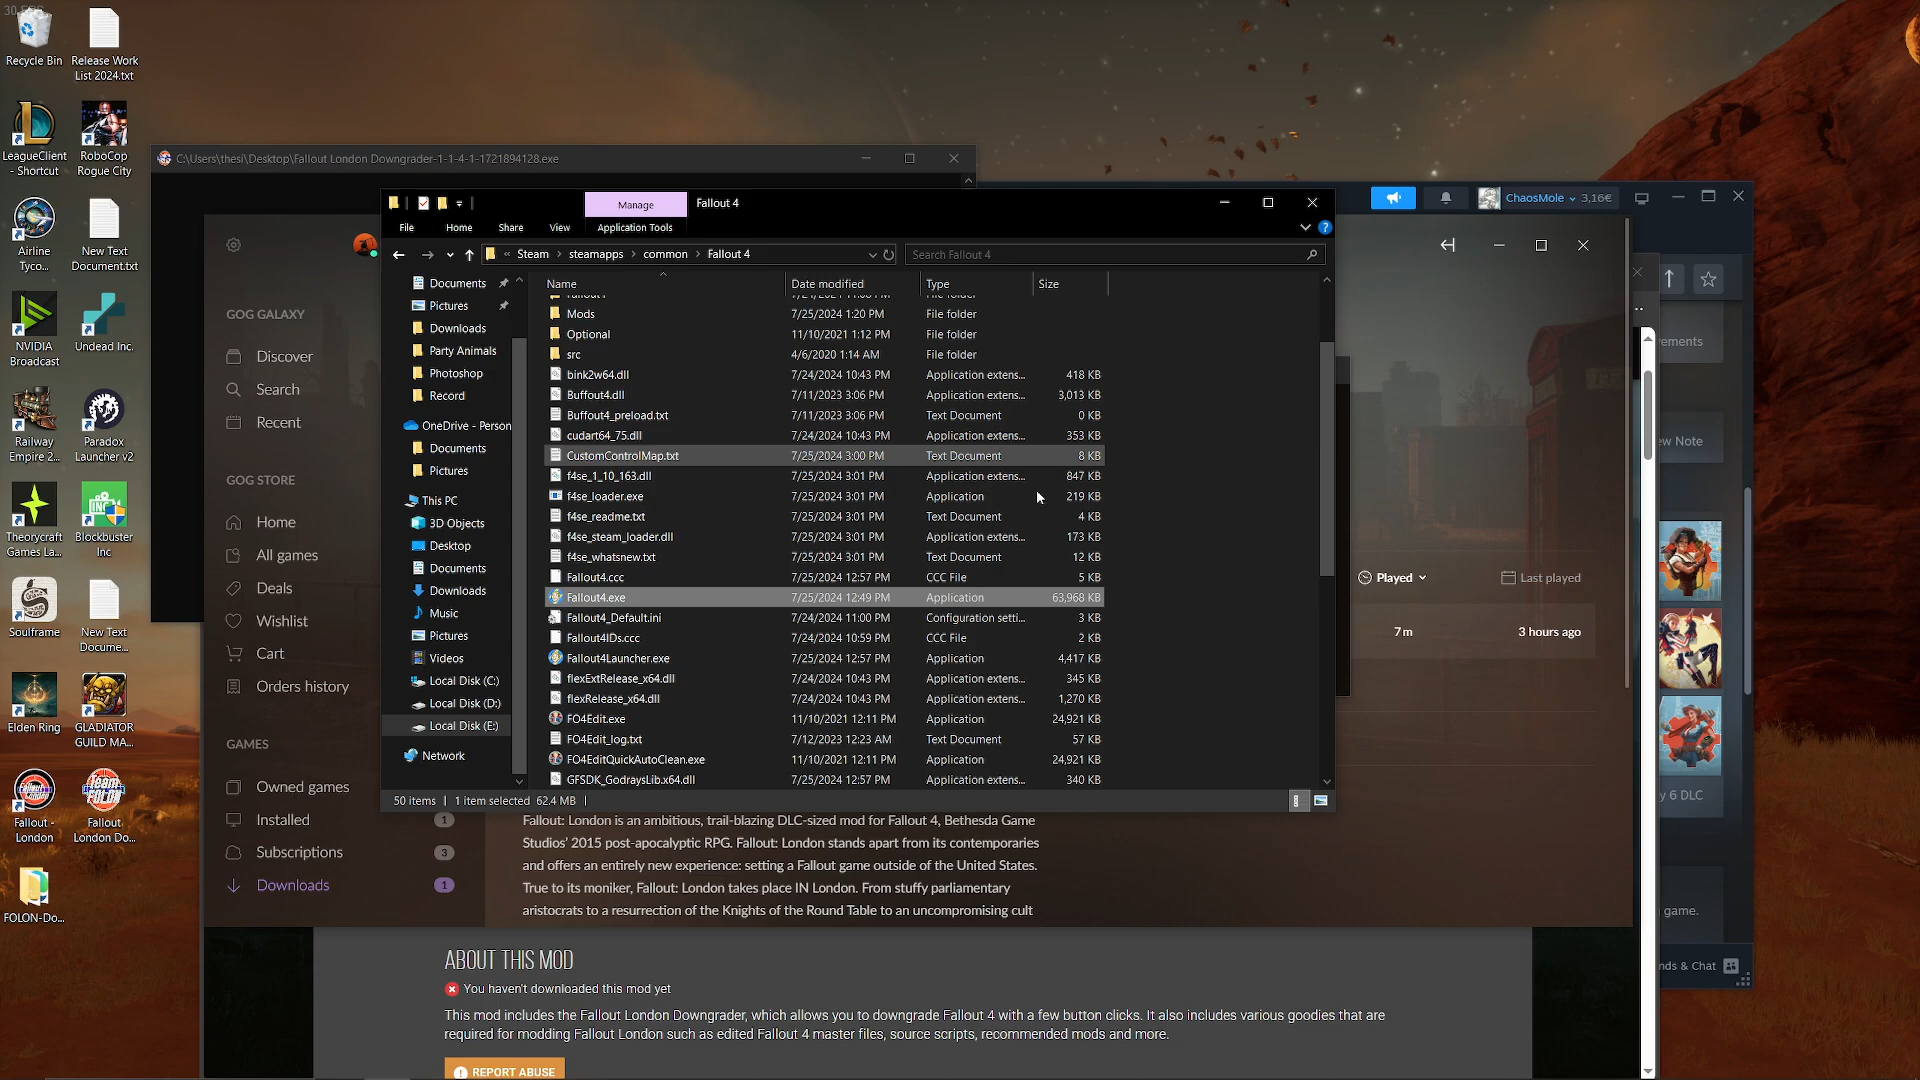 30 FPS
Recycle Bin
Release Work
List 2024.txt
LeagueClient
- Shortcut
RoboCop
Rogue City
Airline
Tyco...
New Text
Document.txt
NVIDIA
Broadcast
Undead Inc.
Railway
Empire 2...
Paradox
Launcher v2
Theorycraft
Games La...
Blockbuster
Inc
Soulframe
New Text
Docume...
Elden Ring
GLADIATOR
GUILD MA...
Fallout -
London
Fallout
London Do...
FOLON-Do...
C:\Users\thesi\Desktop\Fallout London Downgrader-1-1-4-1-1721894128.exe
GOG GALAXY
Discover
Search
Recent
GOG STORE
Home
All games
Deals
Wishlist
Cart
Orders history
GAMES
Owned games
Installed 1
Subscriptions 3
Downloads 1
Manage
Fallout 4
File
Home
Share
View
Application Tools
« Steam › steamapps › common › Fallout 4
Search Fallout 4
Documents
Pictures
Downloads
Party Animals
Photoshop
Record
OneDrive - Person
Documents
Pictures
This PC
3D Objects
Desktop
Documents
Downloads
Music
Pictures
Videos
Local Disk (C:)
Local Disk (D:)
Local Disk (E:)
Network
Name Date modified Type Size
Mods 7/25/2024 1:20 PM File folder
Optional 11/10/2021 1:12 PM File folder
src 4/6/2020 1:14 AM File folder
bink2w64.dll 7/24/2024 10:43 PM Application extens... 418 KB
Buffout4.dll 7/11/2023 3:06 PM Application extens... 3,013 KB
Buffout4_preload.txt 7/11/2023 3:06 PM Text Document 0 KB
cudart64_75.dll 7/24/2024 10:43 PM Application extens... 353 KB
CustomControlMap.txt 7/25/2024 3:00 PM Text Document 8 KB
f4se_1_10_163.dll 7/25/2024 3:01 PM Application extens... 847 KB
f4se_loader.exe 7/25/2024 3:01 PM Application 219 KB
f4se_readme.txt 7/25/2024 3:01 PM Text Document 4 KB
f4se_steam_loader.dll 7/25/2024 3:01 PM Application extens... 173 KB
f4se_whatsnew.txt 7/25/2024 3:01 PM Text Document 12 KB
Fallout4.ccc 7/25/2024 12:57 PM CCC File 5 KB
Fallout4.exe 7/25/2024 12:49 PM Application 63,968 KB
Fallout4_Default.ini 7/24/2024 11:00 PM Configuration setti... 3 KB
Fallout4IDs.ccc 7/24/2024 10:59 PM CCC File 2 KB
Fallout4Launcher.exe 7/25/2024 12:57 PM Application 4,417 KB
flexExtRelease_x64.dll 7/24/2024 10:43 PM Application extens... 345 KB
flexRelease_x64.dll 7/24/2024 10:43 PM Application extens... 1,270 KB
FO4Edit.exe 11/10/2021 12:11 PM Application 24,921 KB
FO4Edit_log.txt 7/12/2023 12:23 AM Text Document 57 KB
FO4EditQuickAutoClean.exe 11/10/2021 12:11 PM Application 24,921 KB
GFSDK_GodraysLib.x64.dll 7/25/2024 12:57 PM Application extens... 340 KB
50 items 1 item selected 62.4 MB
ChaosMole 3,16€
ements
ew Note
Played
Last played
7m
3 hours ago
y 6 DLC
game.
nds & Chat
Fallout: London is an ambitious, trail-blazing DLC-sized mod for Fallout 4, Bethesda Game
Studios' 2015 post-apocalyptic RPG. Fallout: London stands apart from its contemporaries
and offers an entirely new experience: setting a Fallout game outside of the United States.
True to its moniker, Fallout: London takes place IN London. From stuffy parliamentary
aristocrats to a resurrection of the Knights of the Round Table to an uncompromising cult
ABOUT THIS MOD
You haven't downloaded this mod yet
This mod includes the Fallout London Downgrader, which allows you to downgrade Fallout 4 with a few button clicks. It also includes various goodies that are
required for modding Fallout London such as edited Fallout 4 master files, source scripts, recommended mods and more.
REPORT ABUSE